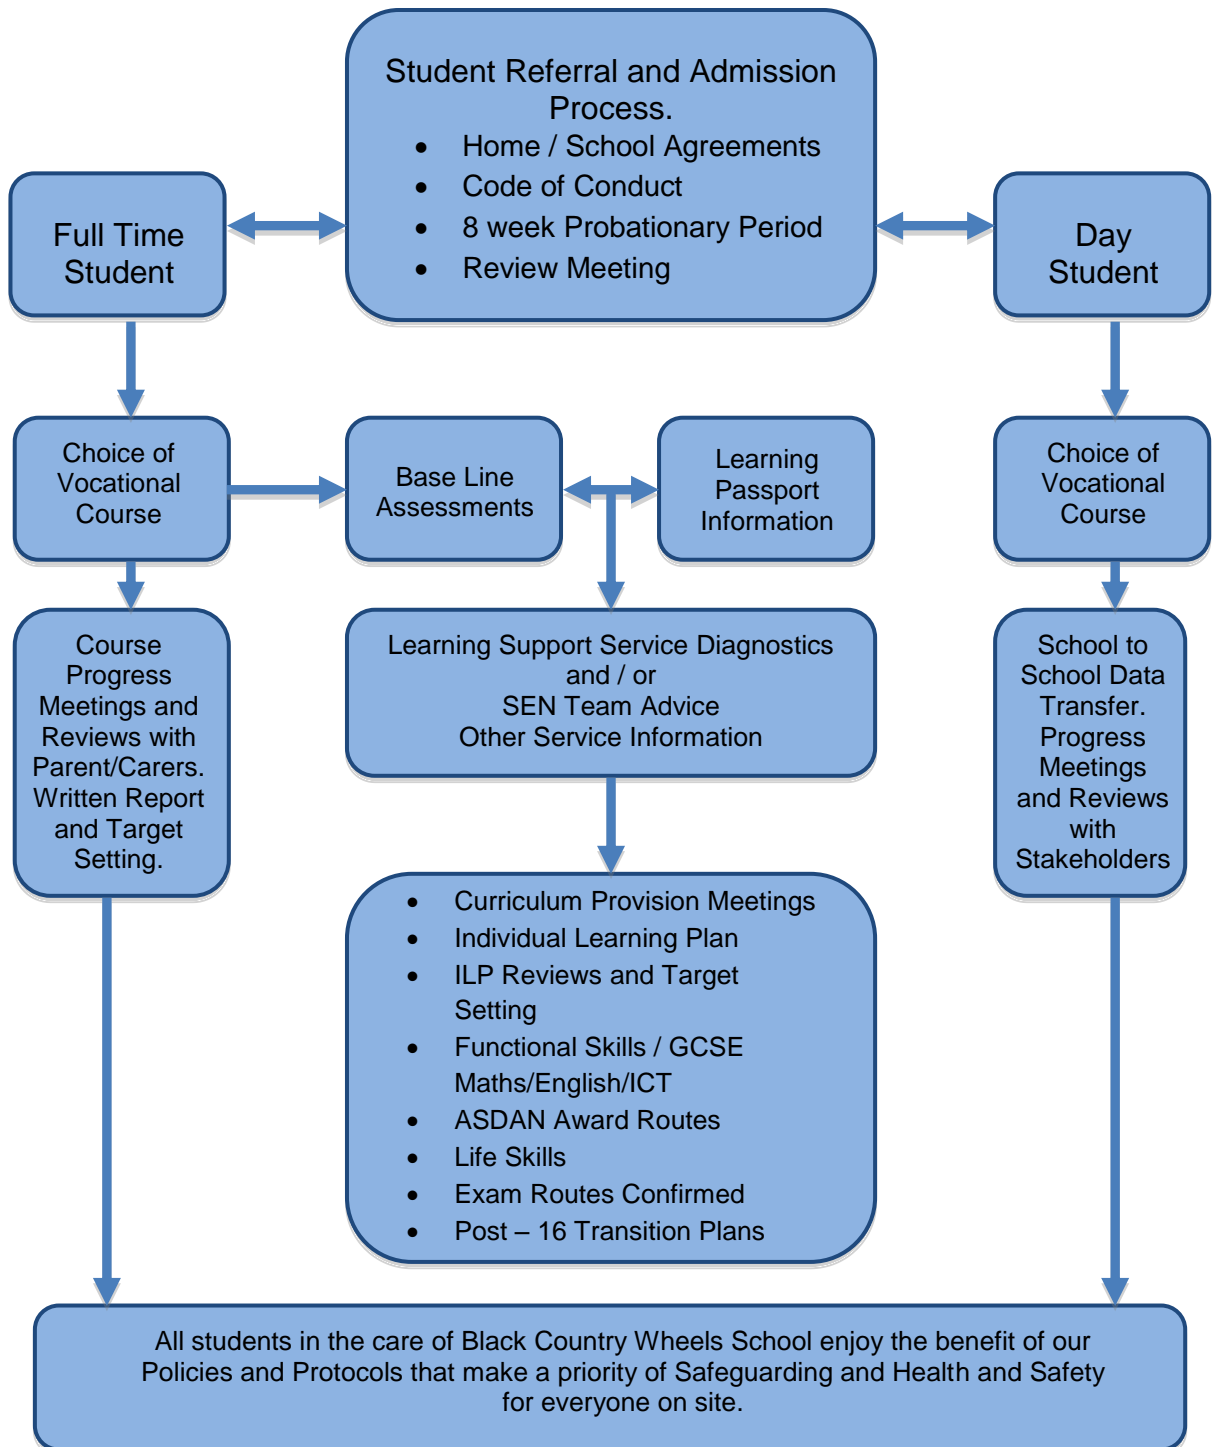 Student Referral and Admission
Process.
• Home / School Agreements
• Code of Conduct
• 8 week Probationary Period
• Review Meeting
Full Time
Student
Day
Student
Choice of
Vocational
Course
Base Line
Assessments
Learning
Passport
Information
Choice of
Vocational
Course
Course
Progress
Meetings and
Reviews with
Parent/Carers.
Written Report
and Target
Setting.
Learning Support Service Diagnostics
and / or
SEN Team Advice
Other Service Information
School to
School Data
Transfer.
Progress
Meetings
and Reviews
with
Stakeholders
• Curriculum Provision Meetings
• Individual Learning Plan
• ILP Reviews and Target
Setting
• Functional Skills / GCSE
Maths/English/ICT
• ASDAN Award Routes
• Life Skills
• Exam Routes Confirmed
• Post – 16 Transition Plans
All students in the care of Black Country Wheels School enjoy the benefit of our
Policies and Protocols that make a priority of Safeguarding and Health and Safety
for everyone on site.